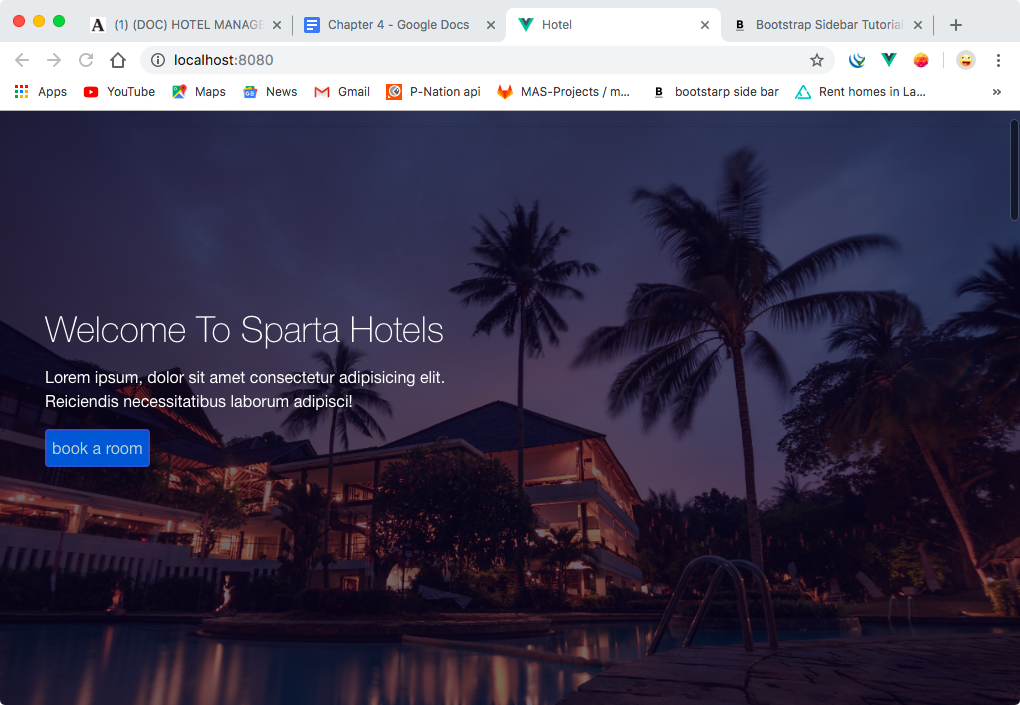 A (1) (DOC) HOTEL MANAGE
Chapter 4 - Google Docs
Hotel
B Bootstrap Sidebar Tutorial
localhost:8080
Apps
YouTube
Maps
News
Gmail
P-Nation api
MAS-Projects / m...
B bootstarp side bar
Rent homes in La...
Welcome To Sparta Hotels
Lorem ipsum, dolor sit amet consectetur adipisicing elit.
Reiciendis necessitatibus laborum adipisci!
book a room